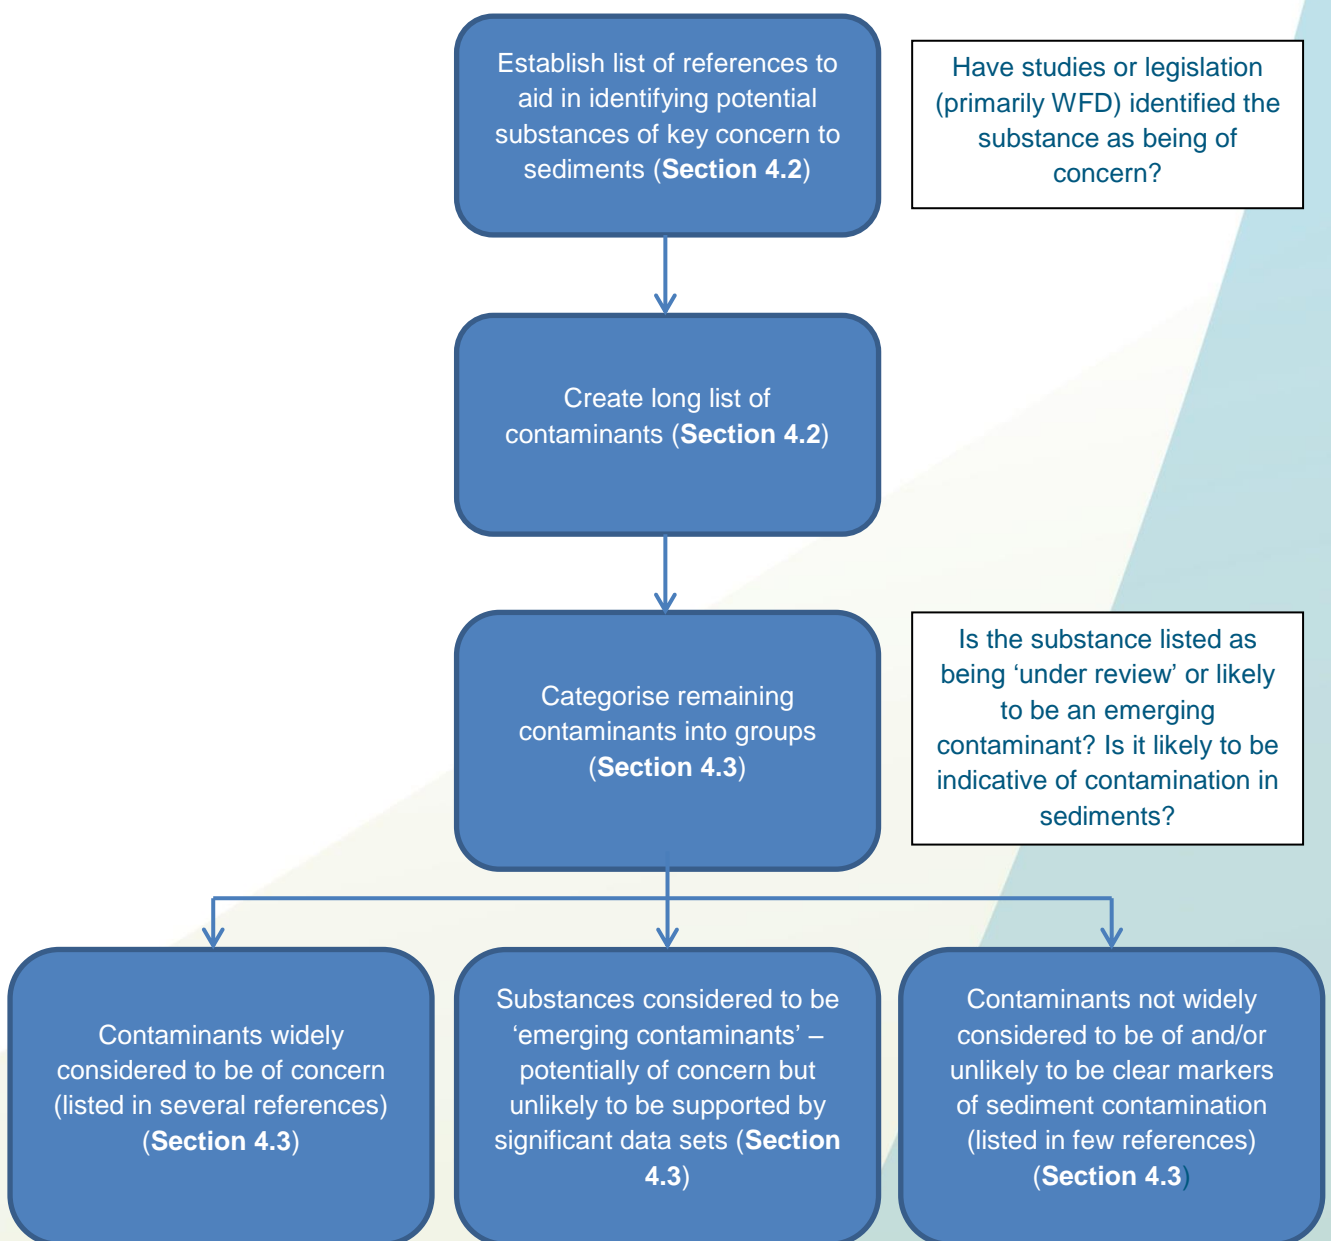 Establish list of references to
aid in identifying potential
substances of key concern to
sediments (Section 4.2)
Have studies or legislation
(primarily WFD) identified the
substance as being of
concern?
Create long list of
contaminants (Section 4.2)
Categorise remaining
contaminants into groups
(Section 4.3)
Is the substance listed as
being ‘under review’ or likely
to be an emerging
contaminant? Is it likely to be
indicative of contamination in
sediments?
Contaminants widely
considered to be of concern
(listed in several references)
(Section 4.3)
Substances considered to be
‘emerging contaminants’ –
potentially of concern but
unlikely to be supported by
significant data sets (Section
4.3)
Contaminants not widely
considered to be of and/or
unlikely to be clear markers
of sediment contamination
(listed in few references)
(Section 4.3)